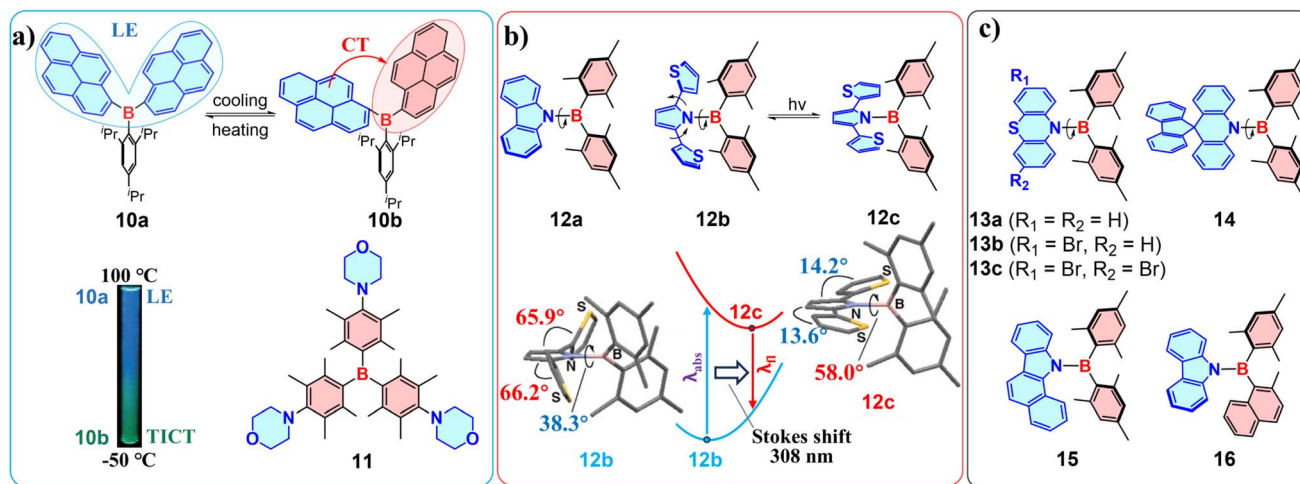 a)
LE
CT
cooling
heating
B
iPr
iPr
iPr
B
iPr
iPr
iPr
10a
10b
100 °C
10a
LE
10b
TICT
-50 °C
O
N
B
N
O
N
O
11
b)
N
B
S
N
B
S
hν
S
N
B
S
12a
12b
12c
65.9°
66.2°
38.3°
S
N
B
S
12b
λabs
λfl
12c
12b
Stokes shift
308 nm
14.2°
13.6°
58.0°
S
N
B
S
12c
c)
R1
S
N
B
R2
N
B
13a (R1 = R2 = H)
14
13b (R1 = Br, R2 = H)
13c (R1 = Br, R2 = Br)
N
B
N
B
15
16